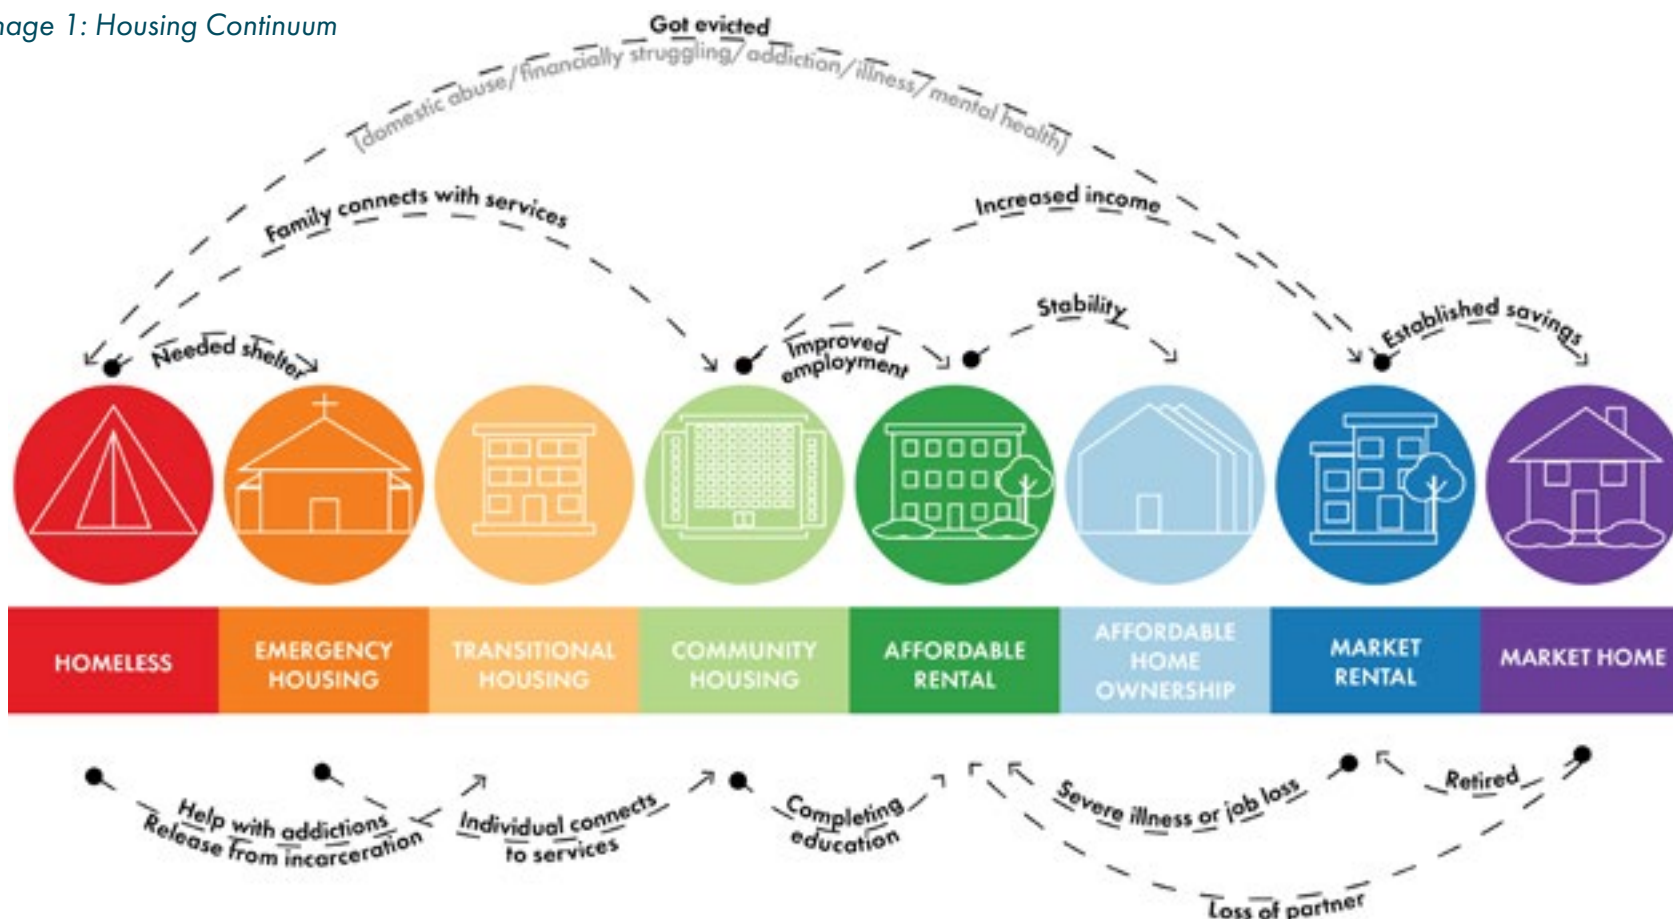 mage 1: Housing Continuum
Got evicted
(domestic abuse/financially struggling/addiction/illness/mental health)
Family connects with services
Increased income
Needed shelter
Improved
employment
Stability
Established savings
HOMELESS
EMERGENCY
HOUSING
TRANSITIONAL
HOUSING
COMMUNITY
HOUSING
AFFORDABLE
RENTAL
AFFORDABLE
HOME
OWNERSHIP
MARKET
RENTAL
MARKET HOME
Help with addictions
Release from incarceration
Individual connects
to services
Completing
education
Severe illness or job loss
Retired
Loss of partner